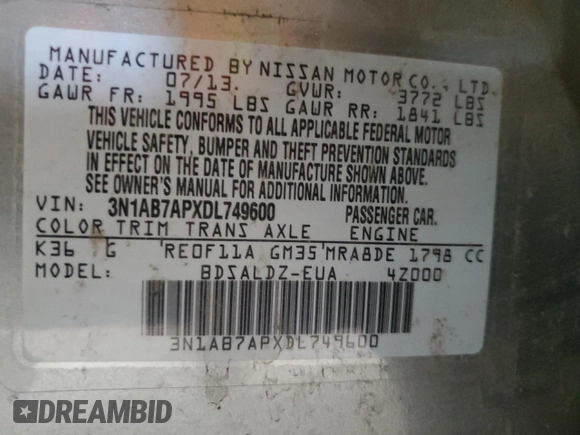 MANUFACTURED BY NISSAN MOTOR CO., LTD.
DATE: 07/13. GVWR: 3772 LBS
GAWR FR: 1995 LBS GAWR RR: 1841 LBS
THIS VEHICLE CONFORMS TO ALL APPLICABLE FEDERAL MOTOR
VEHICLE SAFETY, BUMPER AND THEFT PREVENTION STANDARDS
IN EFFECT ON THE DATE OF MANUFACTURE SHOWN ABOVE.
SEE OWNER'S MANUAL FOR ADDITIONAL INFORMATION.
VIN: 3N1AB7APXDL749600 PASSENGER CAR.
COLOR TRIM TRANS AXLE ENGINE
K36 G RE0F11A GM35 MRA8DE 1798 CC
MODEL: BDSALDZ-EUA 4Z000
3N1AB7APXDL749600
DREAMBID